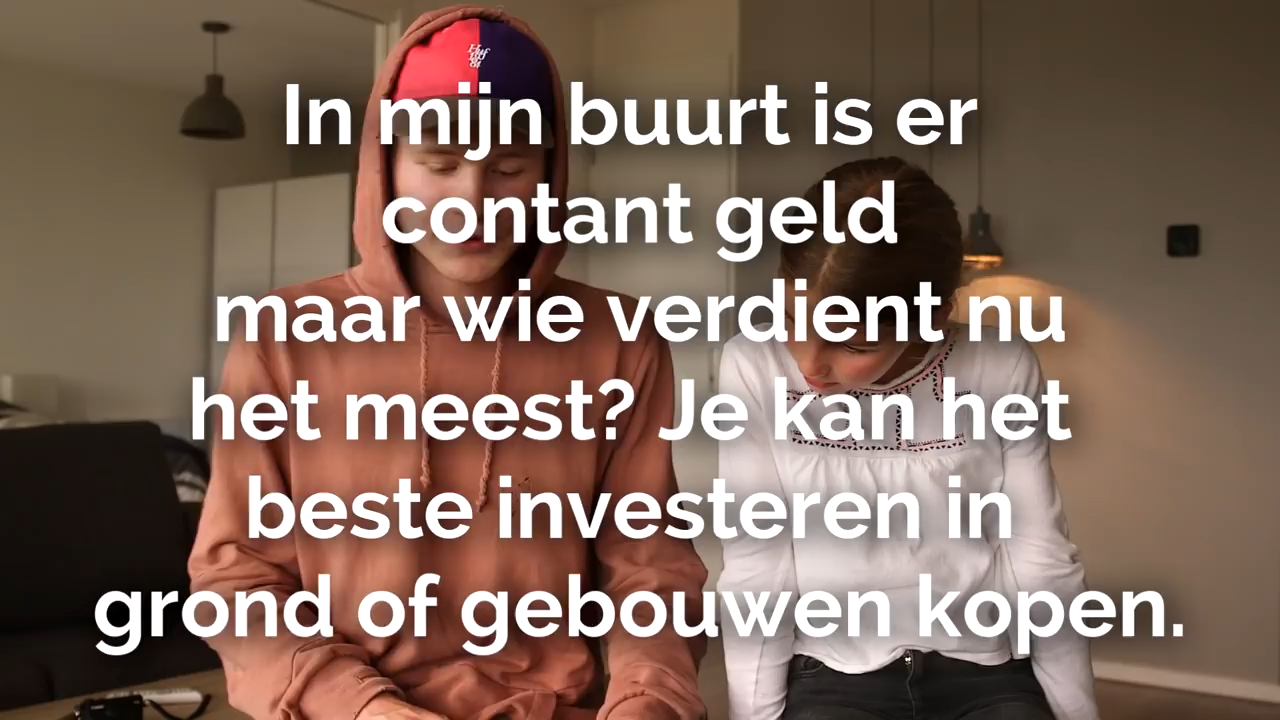 In mijn buurt is er
contant geld
maar wie verdient nu
het meest? Je kan het
beste investeren in
grond of gebouwen kopen.